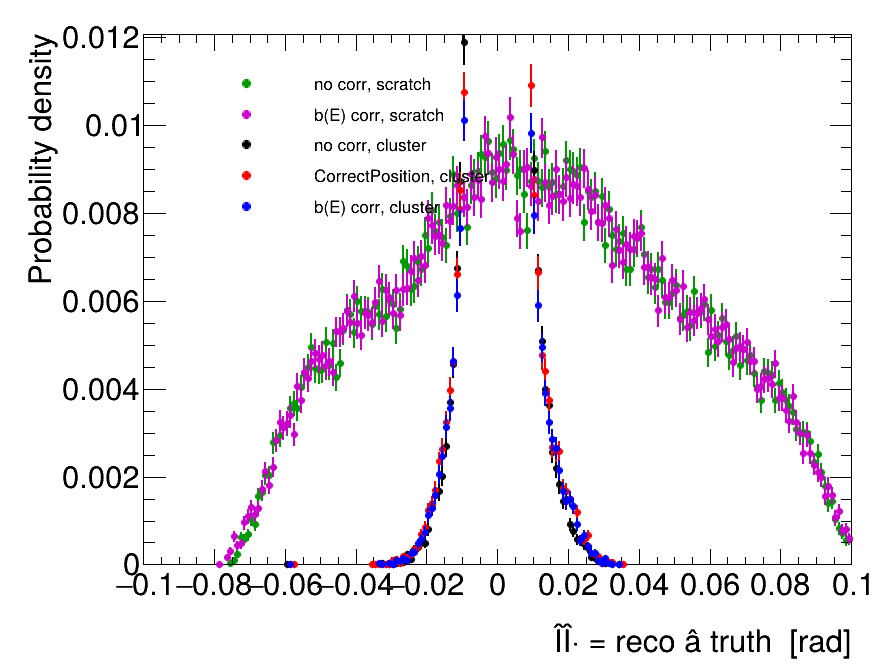 Probability density
0.012
0.01
0.008
0.006
0.004
0.002
0
no corr, scratch
b(E) corr, scratch
no corr, cluster
CorrectPosition, cluster
b(E) corr, cluster
−0.1 −0.08 −0.06 −0.04 −0.02 0 0.02 0.04 0.06 0.08 0.1
ÎÎ· = reco â truth [rad]